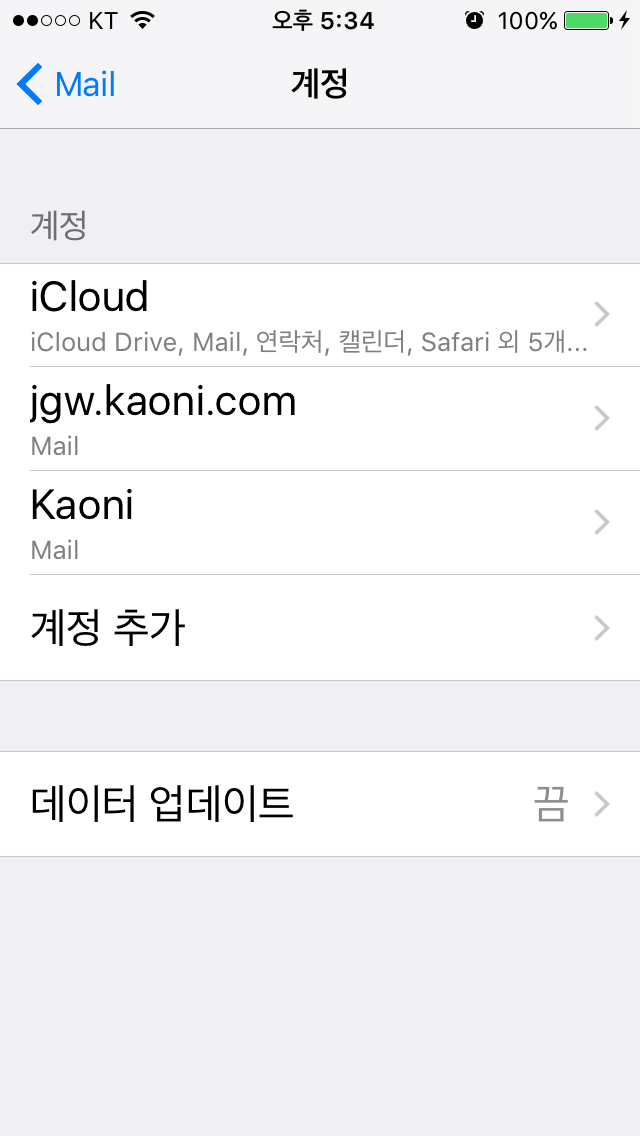 KT 오후 5:34 100%
Mail 계정
계정
iCloud
iCloud Drive, Mail, 연락처, 캘린더, Safari 외 5개...
jgw.kaoni.com
Mail
Kaoni
Mail
계정 추가
데이터 업데이트 끔